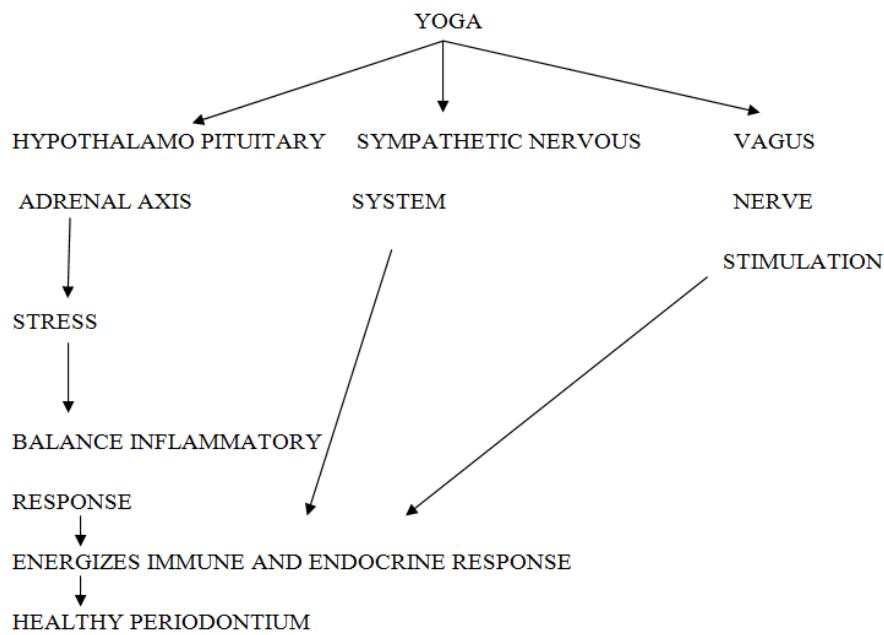 YOGA
HYPOTHALAMO PITUITARY SYMPATHETIC NERVOUS VAGUS
ADRENAL AXIS SYSTEM NERVE
STIMULATION
STRESS
BALANCE INFLAMMATORY
RESPONSE
ENERGIZES IMMUNE AND ENDOCRINE RESPONSE
HEALTHY PERIODONTIUM